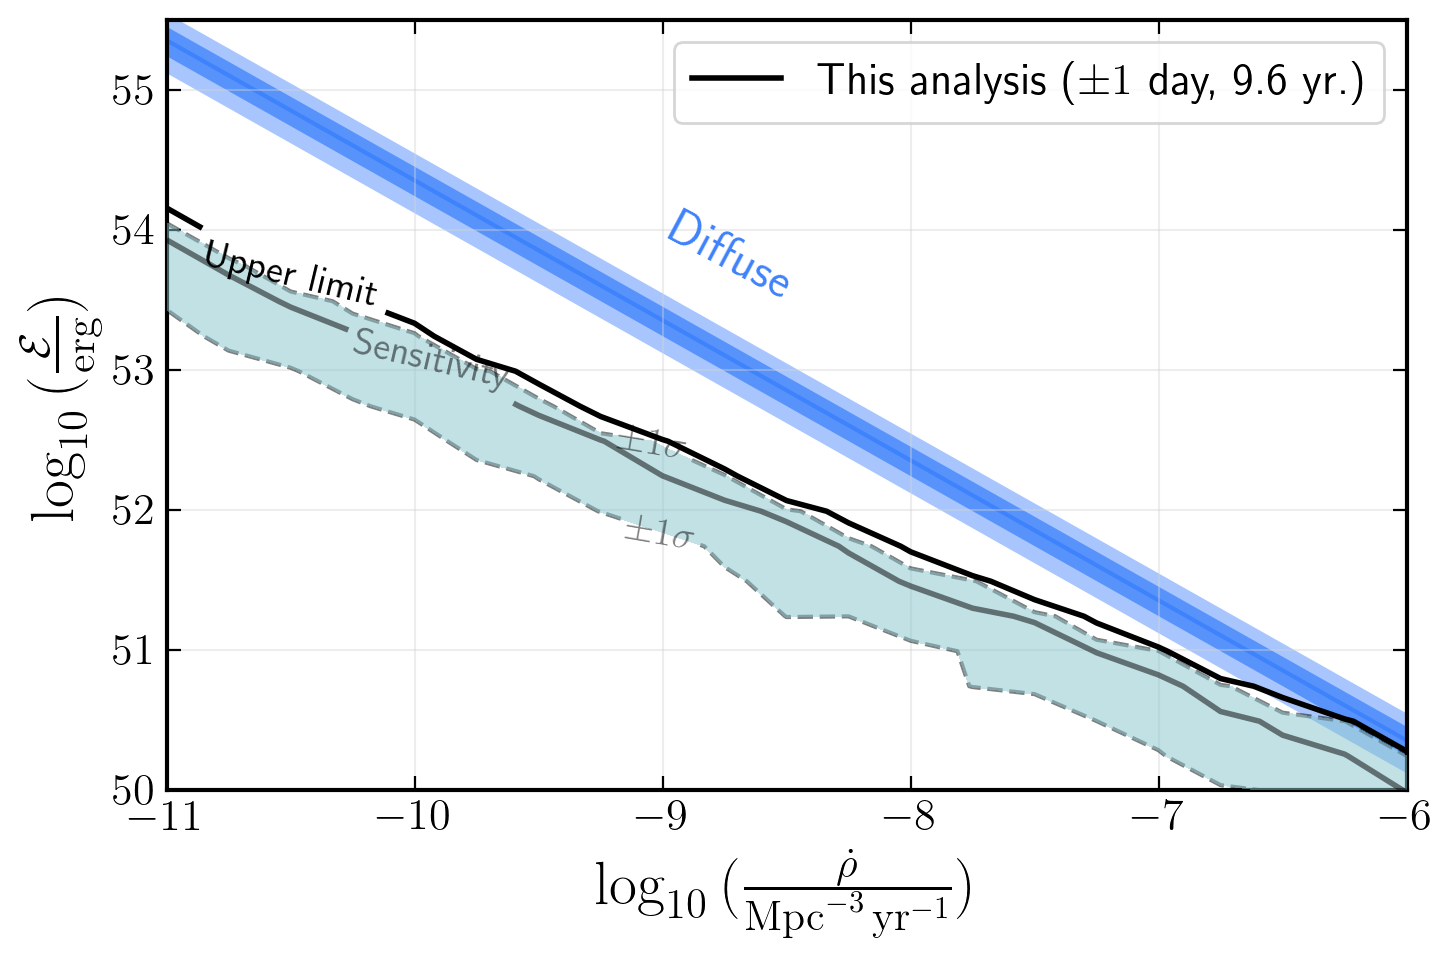 This analysis (±1 day, 9.6 yr.)
Diffuse
Upper limit
Sensitivity
±1σ
±1σ
55
54
53
52
51
50
−11
−10
−9
−8
−7
−6
log₁₀ (ℰ/erg)
log₁₀ (ρ̇/Mpc⁻³ yr⁻¹)